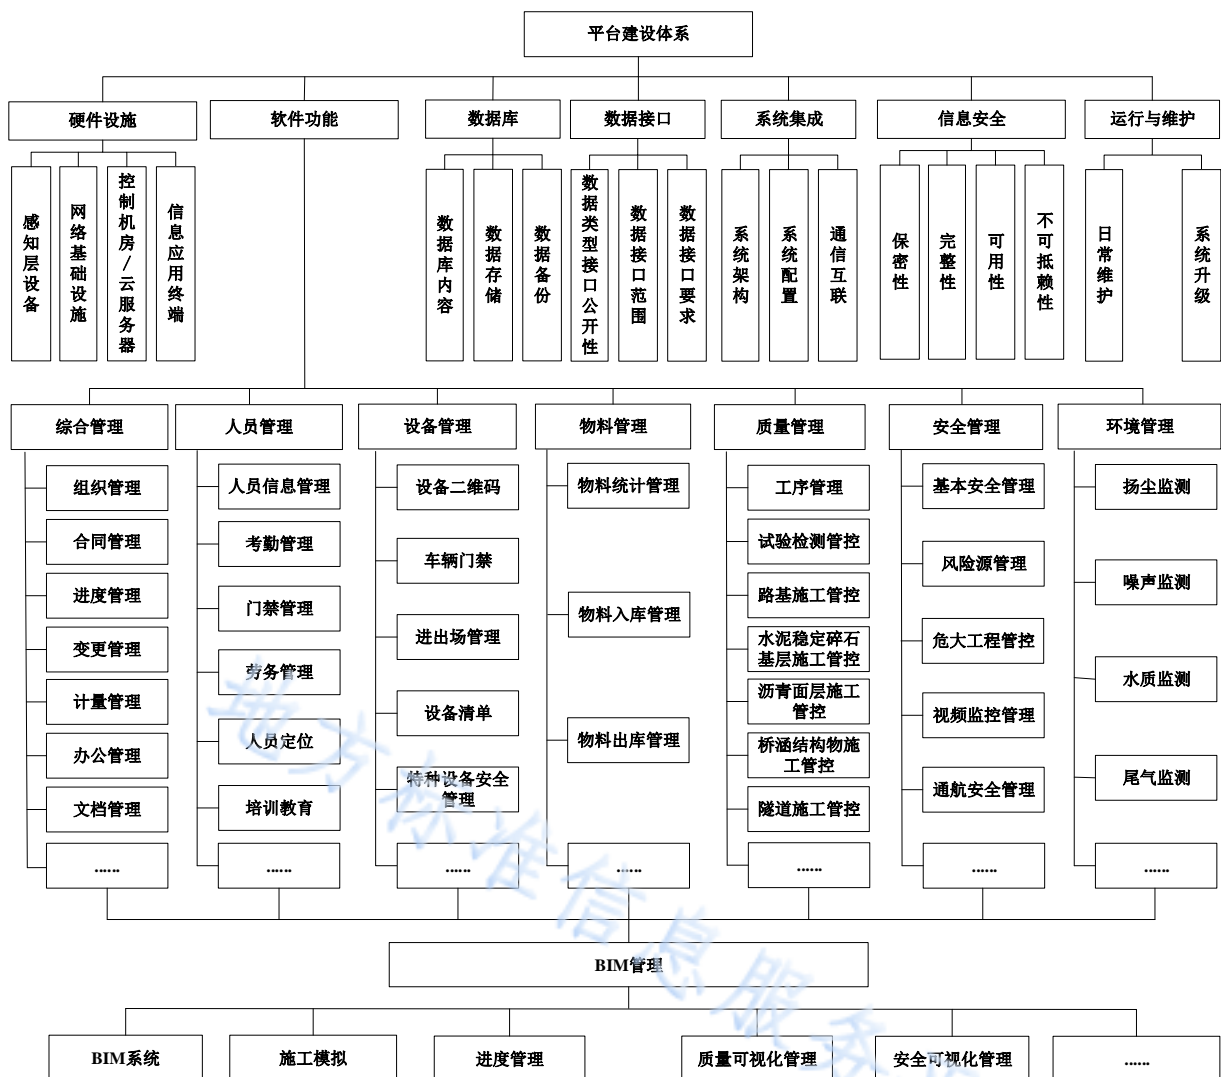 平台建设体系
硬件设施
软件功能
数据库
数据接口
系统集成
信息安全
运行与维护
感知层设备
网络基础设施
控制机房/云服务器
信息应用终端
数据库内容
数据存储
数据备份
数据类型接口公开性
数据接口范围
数据接口要求
系统架构
系统配置
通信互联
保密性
完整性
可用性
不可抵赖性
日常维护
系统升级
综合管理
人员管理
设备管理
物料管理
质量管理
安全管理
环境管理
组织管理
合同管理
进度管理
变更管理
计量管理
办公管理
文档管理
……
人员信息管理
考勤管理
门禁管理
劳务管理
人员定位
培训教育
……
设备二维码
车辆门禁
进出场管理
设备清单
特种设备安全
管理
……
物料统计管理
物料入库管理
物料出库管理
……
工序管理
试验检测管控
路基施工管控
水泥稳定碎石
基层施工管控
沥青面层施工
管控
桥涵结构物施
工管控
隧道施工管控
……
基本安全管理
风险源管理
危大工程管控
视频监控管理
通航安全管理
……
扬尘监测
噪声监测
水质监测
尾气监测
……
BIM管理
BIM系统
施工模拟
进度管理
质量可视化管理
安全可视化管理
……
地方标准信息服务